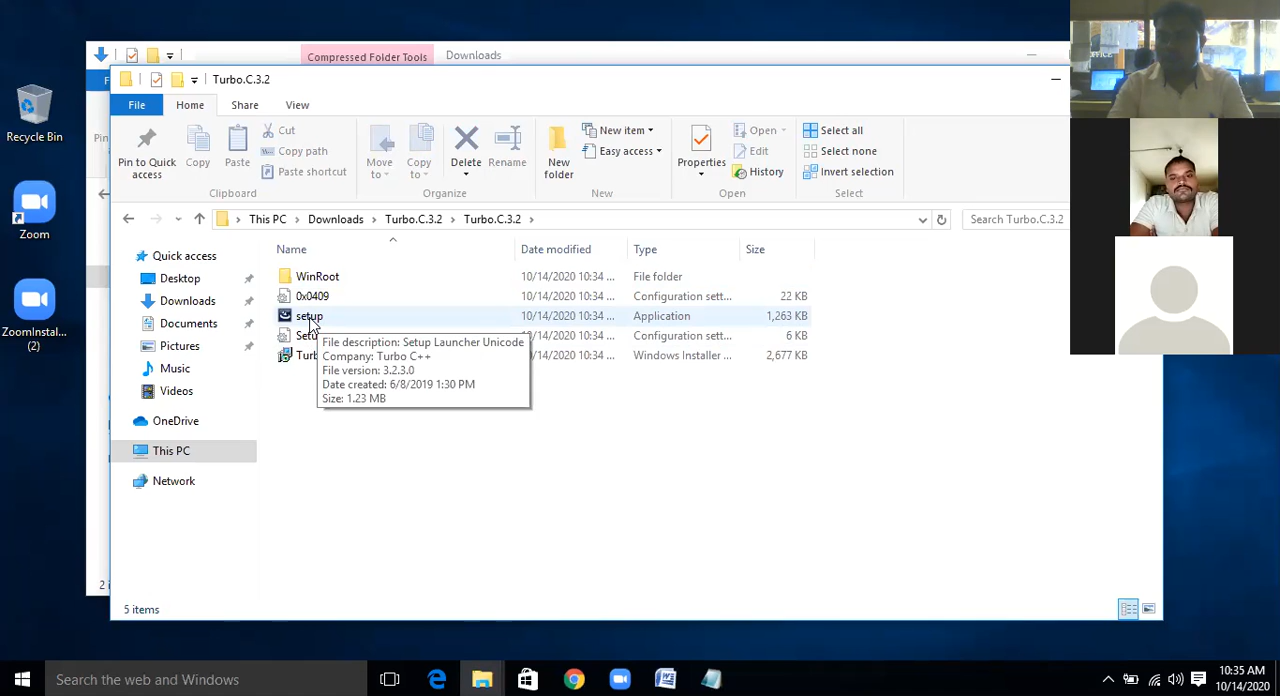 Compressed Folder Tools
Downloads
Turbo.C.3.2
File
Home
Share
View
Pin to Quick access
Copy
Paste
Cut
Copy path
Paste shortcut
Clipboard
Move to
Copy to
Delete
Rename
Organize
New folder
New item
Easy access
New
Properties
Open
Edit
History
Open
Select all
Select none
Invert selection
Select
This PC > Downloads > Turbo.C.3.2 > Turbo.C.3.2 >
Search Turbo.C.3.2
Name Date modified Type Size
WinRoot 10/14/2020 10:34 ... File folder
0x0409 10/14/2020 10:34 ... Configuration sett... 22 KB
setup 10/14/2020 10:34 ... Application 1,263 KB
10/14/2020 10:34 ... Configuration sett... 6 KB
10/14/2020 10:34 ... Windows Installer ... 2,677 KB
File description: Setup Launcher Unicode
Company: Turbo C++
File version: 3.2.3.0
Date created: 6/8/2019 1:30 PM
Size: 1.23 MB
Quick access
Desktop
Downloads
Documents
Pictures
Music
Videos
OneDrive
This PC
Network
5 items
Recycle Bin
Zoom
ZoomInstall...
(2)
Search the web and Windows
10:35 AM
10/14/2020